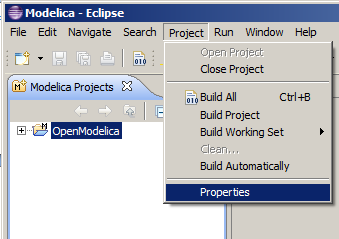 Modelica - Eclipse
File Edit Navigate Search Project Run Window Help
Open Project
Close Project
Build All Ctrl+B
Build Project
Build Working Set
Clean...
Build Automatically
Properties
Modelica Projects
OpenModelica